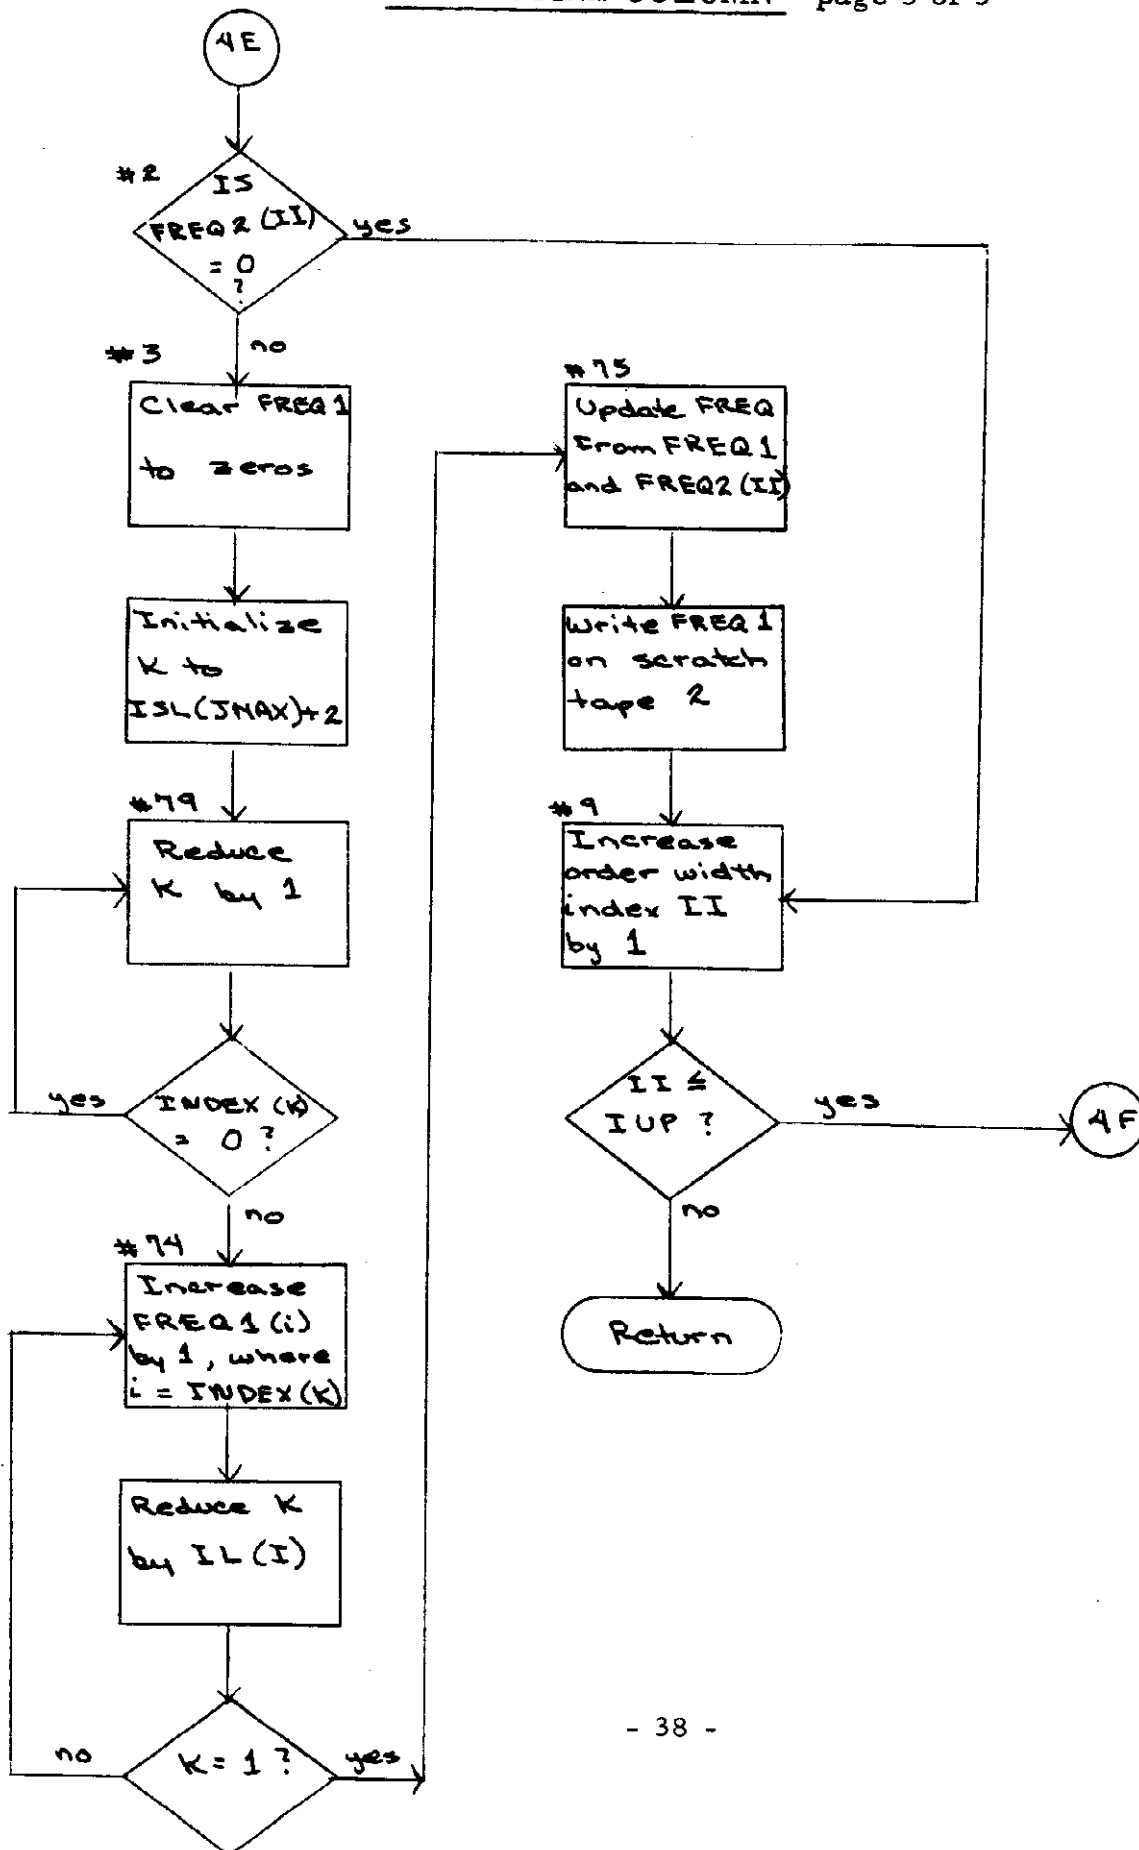 COLUMN page 5 of 5
4E
#2
IS
FREQ2 (II)
= 0
?
yes
no
#3
Clear FREQ1
to zeros
Initialize
K to
ISL(JMAX)+2
#79
Reduce
K by 1
INDEX (K)
= 0 ?
yes
no
#74
Increase
FREQ1(i)
by 1, where
i = INDEX(K)
Reduce K
by IL(I)
K = 1 ?
no
yes
#75
Update FREQ
From FREQ1
and FREQ2(II)
Write FREQ1
on scratch
tape 2
#9
Increase
order width
index II
by 1
II ≤
IUP ?
yes
4F
no
Return
- 38 -